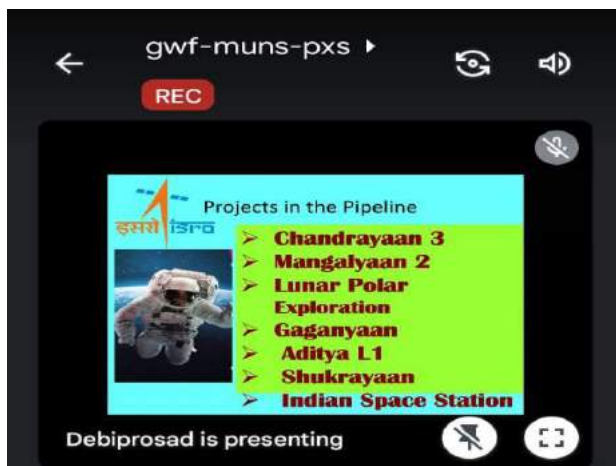 gwf-muns-pxs
REC
Projects in the Pipeline
इसरो isro
Chandrayaan 3
Mangalyaan 2
Lunar Polar
Exploration
Gaganyaan
Aditya L1
Shukrayaan
Indian Space Station
Debiprosad is presenting